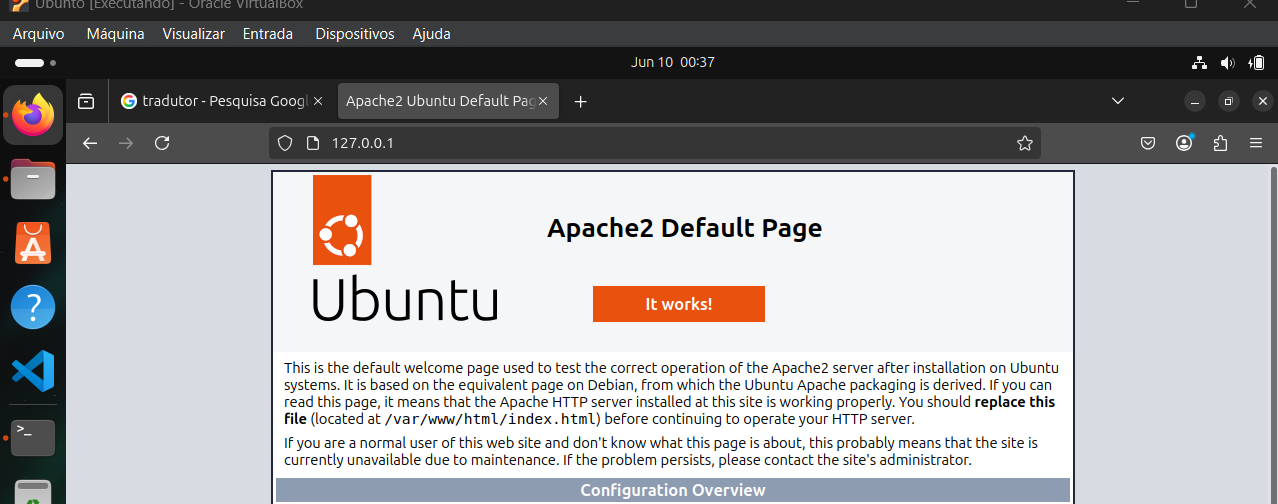 Ubunto [Executando] - Oracle VirtualBox
Arquivo Máquina Visualizar Entrada Dispositivos Ajuda
Jun 10 00:37
tradutor - Pesquisa Googl
Apache2 Ubuntu Default Pag
127.0.0.1
Apache2 Default Page
Ubuntu
It works!
This is the default welcome page used to test the correct operation of the Apache2 server after installation on Ubuntu
systems. It is based on the equivalent page on Debian, from which the Ubuntu Apache packaging is derived. If you can
read this page, it means that the Apache HTTP server installed at this site is working properly. You should replace this
file (located at /var/www/html/index.html) before continuing to operate your HTTP server.
If you are a normal user of this web site and don't know what this page is about, this probably means that the site is
currently unavailable due to maintenance. If the problem persists, please contact the site's administrator.
Configuration Overview